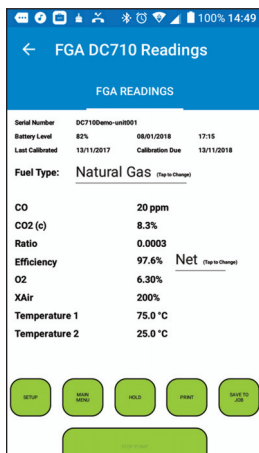 100% 14:49
FGA DC710 Readings
FGA READINGS
Serial Number DC710Demo-unit001
Battery Level 82% 08/01/2018 17:15
Last Calibrated 13/11/2017 Calibration Due 13/11/2018
Fuel Type: Natural Gas (Tap to Change)
CO 20 ppm
CO2 (c) 8.3%
Ratio 0.0003
Efficiency 97.6% Net (Tap to Change)
O2 6.30%
XAir 200%
Temperature 1 75.0 °C
Temperature 2 25.0 °C
SETUP MAIN MENU HOLD PRINT SAVE TO JOB